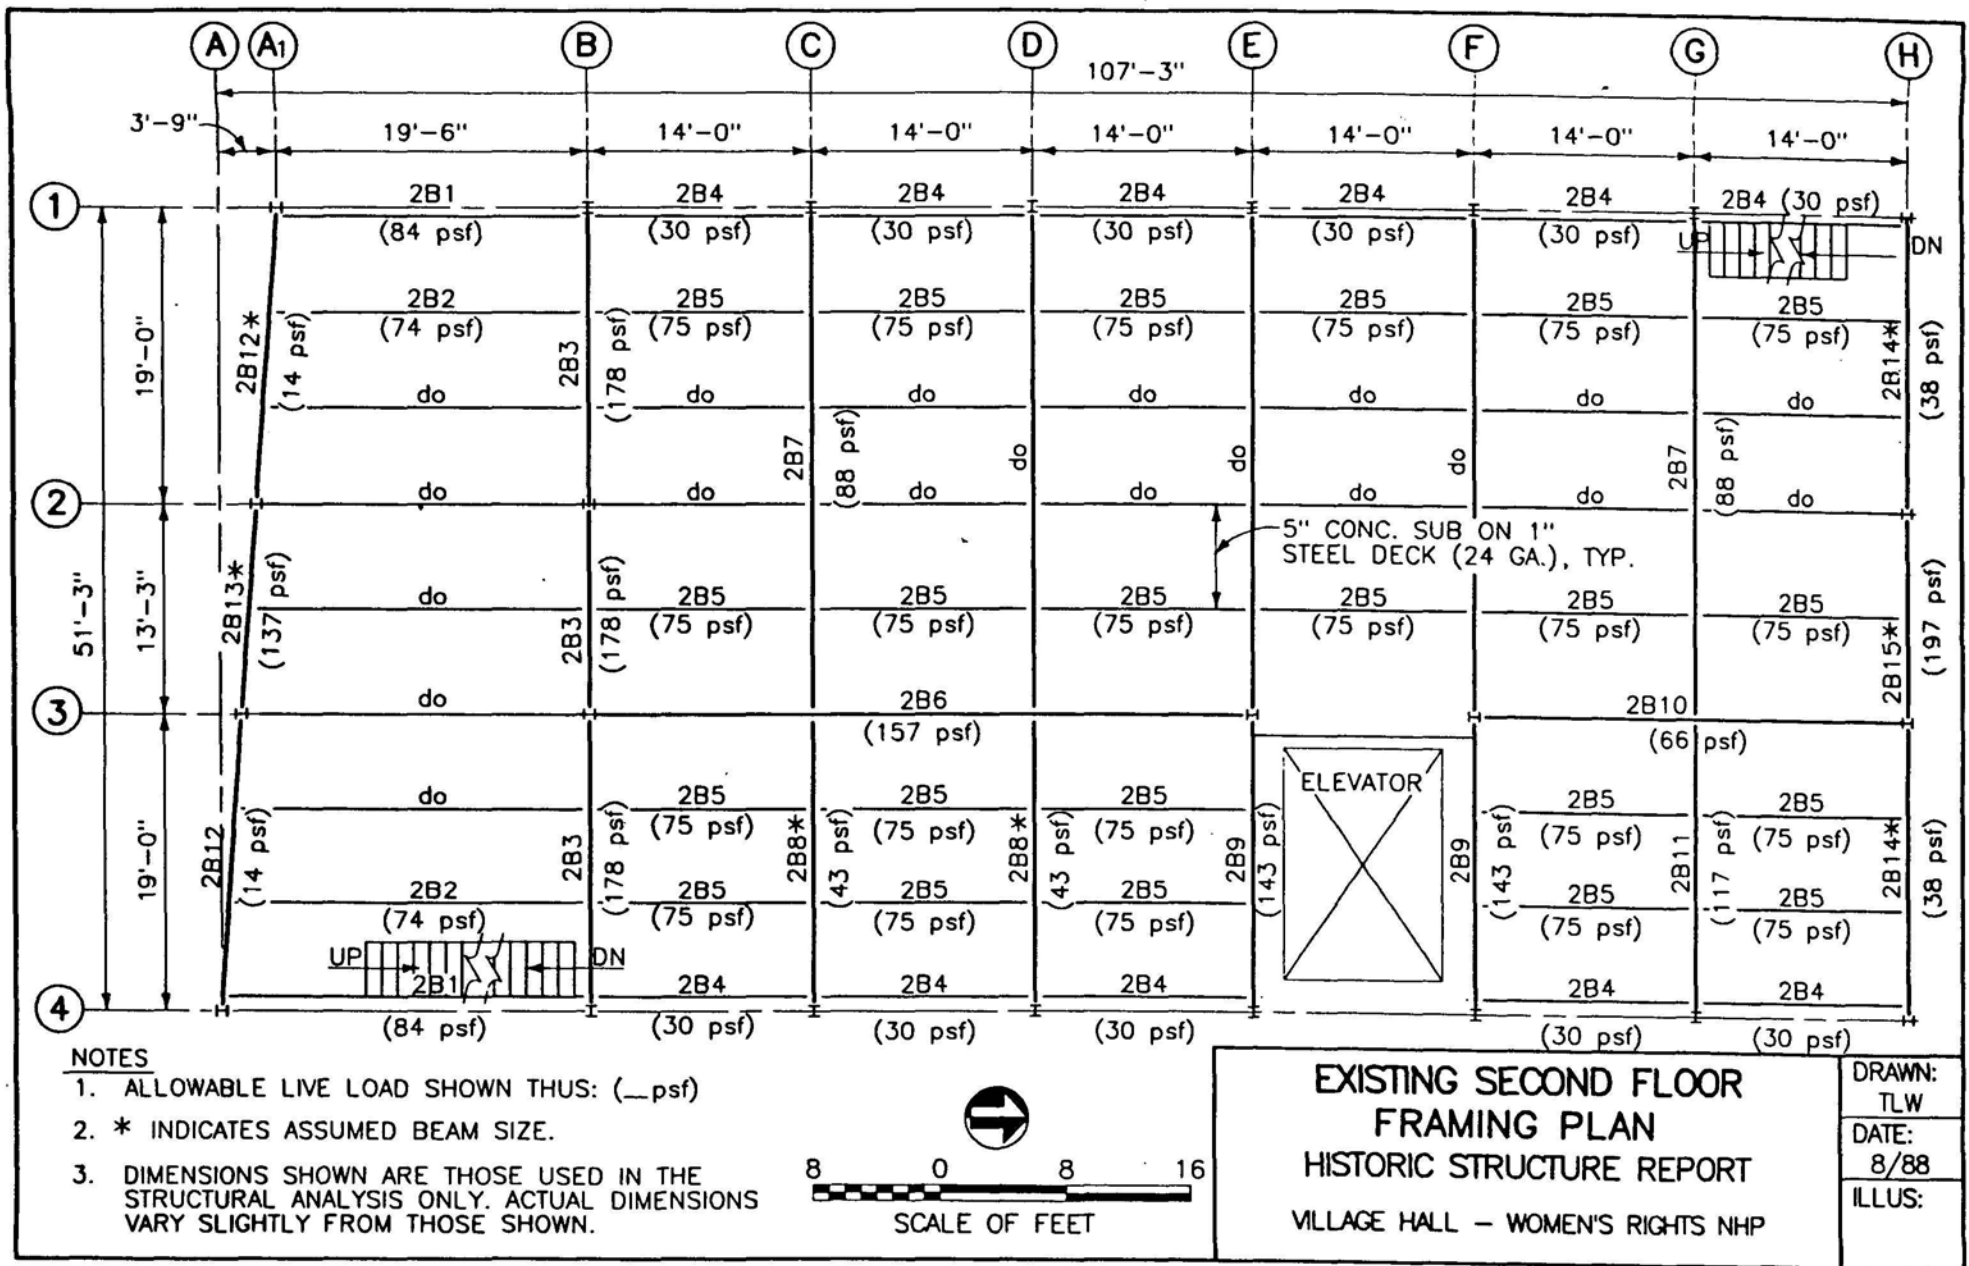 A A1 B C D E F G H
107'-3"
3'-9" 19'-6" 14'-0" 14'-0" 14'-0" 14'-0" 14'-0" 14'-0"
1 2B1 2B4 2B4 2B4 2B4 2B4 2B4 (30 psf)
(84 psf) (30 psf) (30 psf) (30 psf) (30 psf) (30 psf) UP DN
2B2 2B5 2B5 2B5 2B5 2B5 2B5
(74 psf) (75 psf) (75 psf) (75 psf) (75 psf) (75 psf) (75 psf)
19'-0" 2B12* (14 psf) 2B3 (178 psf) 2B14* (38 psf)
do do do do do do do
2B7 (88 psf) do do do 2B7 (88 psf)
2 do do do do do do do
5" CONC. SUB ON 1"
STEEL DECK (24 GA.), TYP.
51'-3" 13'-3" 2B13* (137 psf) 2B3 (178 psf) 2B15* (197 psf)
do 2B5 2B5 2B5 2B5 2B5 2B5
(75 psf) (75 psf) (75 psf) (75 psf) (75 psf) (75 psf)
3 do 2B6 2B10
(157 psf) (66 psf)
ELEVATOR
do 2B5 2B5 2B5 2B5 2B5
(75 psf) (75 psf) (75 psf) (75 psf) (75 psf)
19'-0" 2B12 (14 psf) 2B3 (178 psf) 2B8* (43 psf) 2B8* (43 psf) 2B9 (143 psf) 2B9 (143 psf) 2B11 (117 psf) 2B14* (38 psf)
2B2 2B5 2B5 2B5 2B5 2B5
(74 psf) (75 psf) (75 psf) (75 psf) (75 psf) (75 psf)
UP DN
2B1 2B4 2B4 2B4 2B4 2B4
4 (84 psf) (30 psf) (30 psf) (30 psf) (30 psf) (30 psf)
NOTES
1. ALLOWABLE LIVE LOAD SHOWN THUS: (_psf)
2. * INDICATES ASSUMED BEAM SIZE.
3. DIMENSIONS SHOWN ARE THOSE USED IN THE
STRUCTURAL ANALYSIS ONLY. ACTUAL DIMENSIONS
VARY SLIGHTLY FROM THOSE SHOWN.
8 0 8 16
SCALE OF FEET
EXISTING SECOND FLOOR
FRAMING PLAN
HISTORIC STRUCTURE REPORT
VILLAGE HALL – WOMEN'S RIGHTS NHP
DRAWN:
TLW
DATE:
8/88
ILLUS: